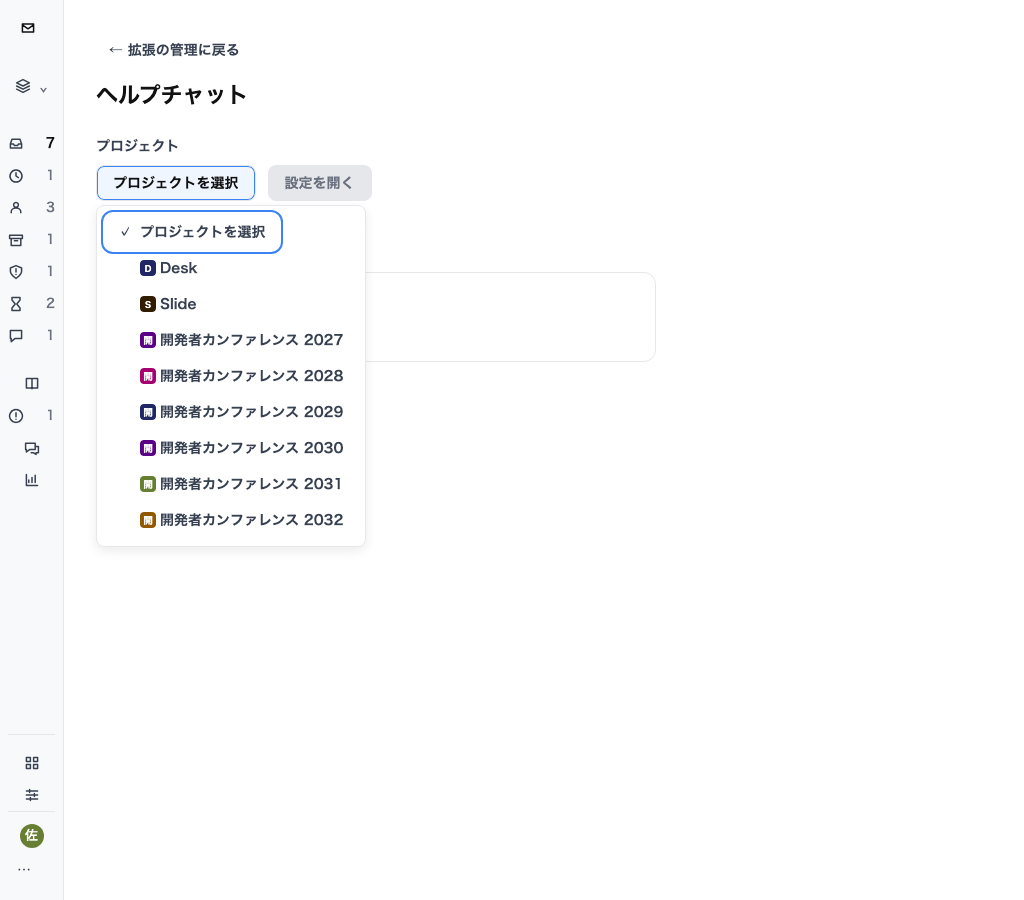 ← 拡張の管理に戻る
ヘルプチャット
プロジェクト
プロジェクトを選択
設定を開く
✓ プロジェクトを選択
D Desk
S Slide
開 開発者カンファレンス 2027
開 開発者カンファレンス 2028
開 開発者カンファレンス 2029
開 開発者カンファレンス 2030
開 開発者カンファレンス 2031
開 開発者カンファレンス 2032
7
1
3
1
1
2
1
1
佐
…